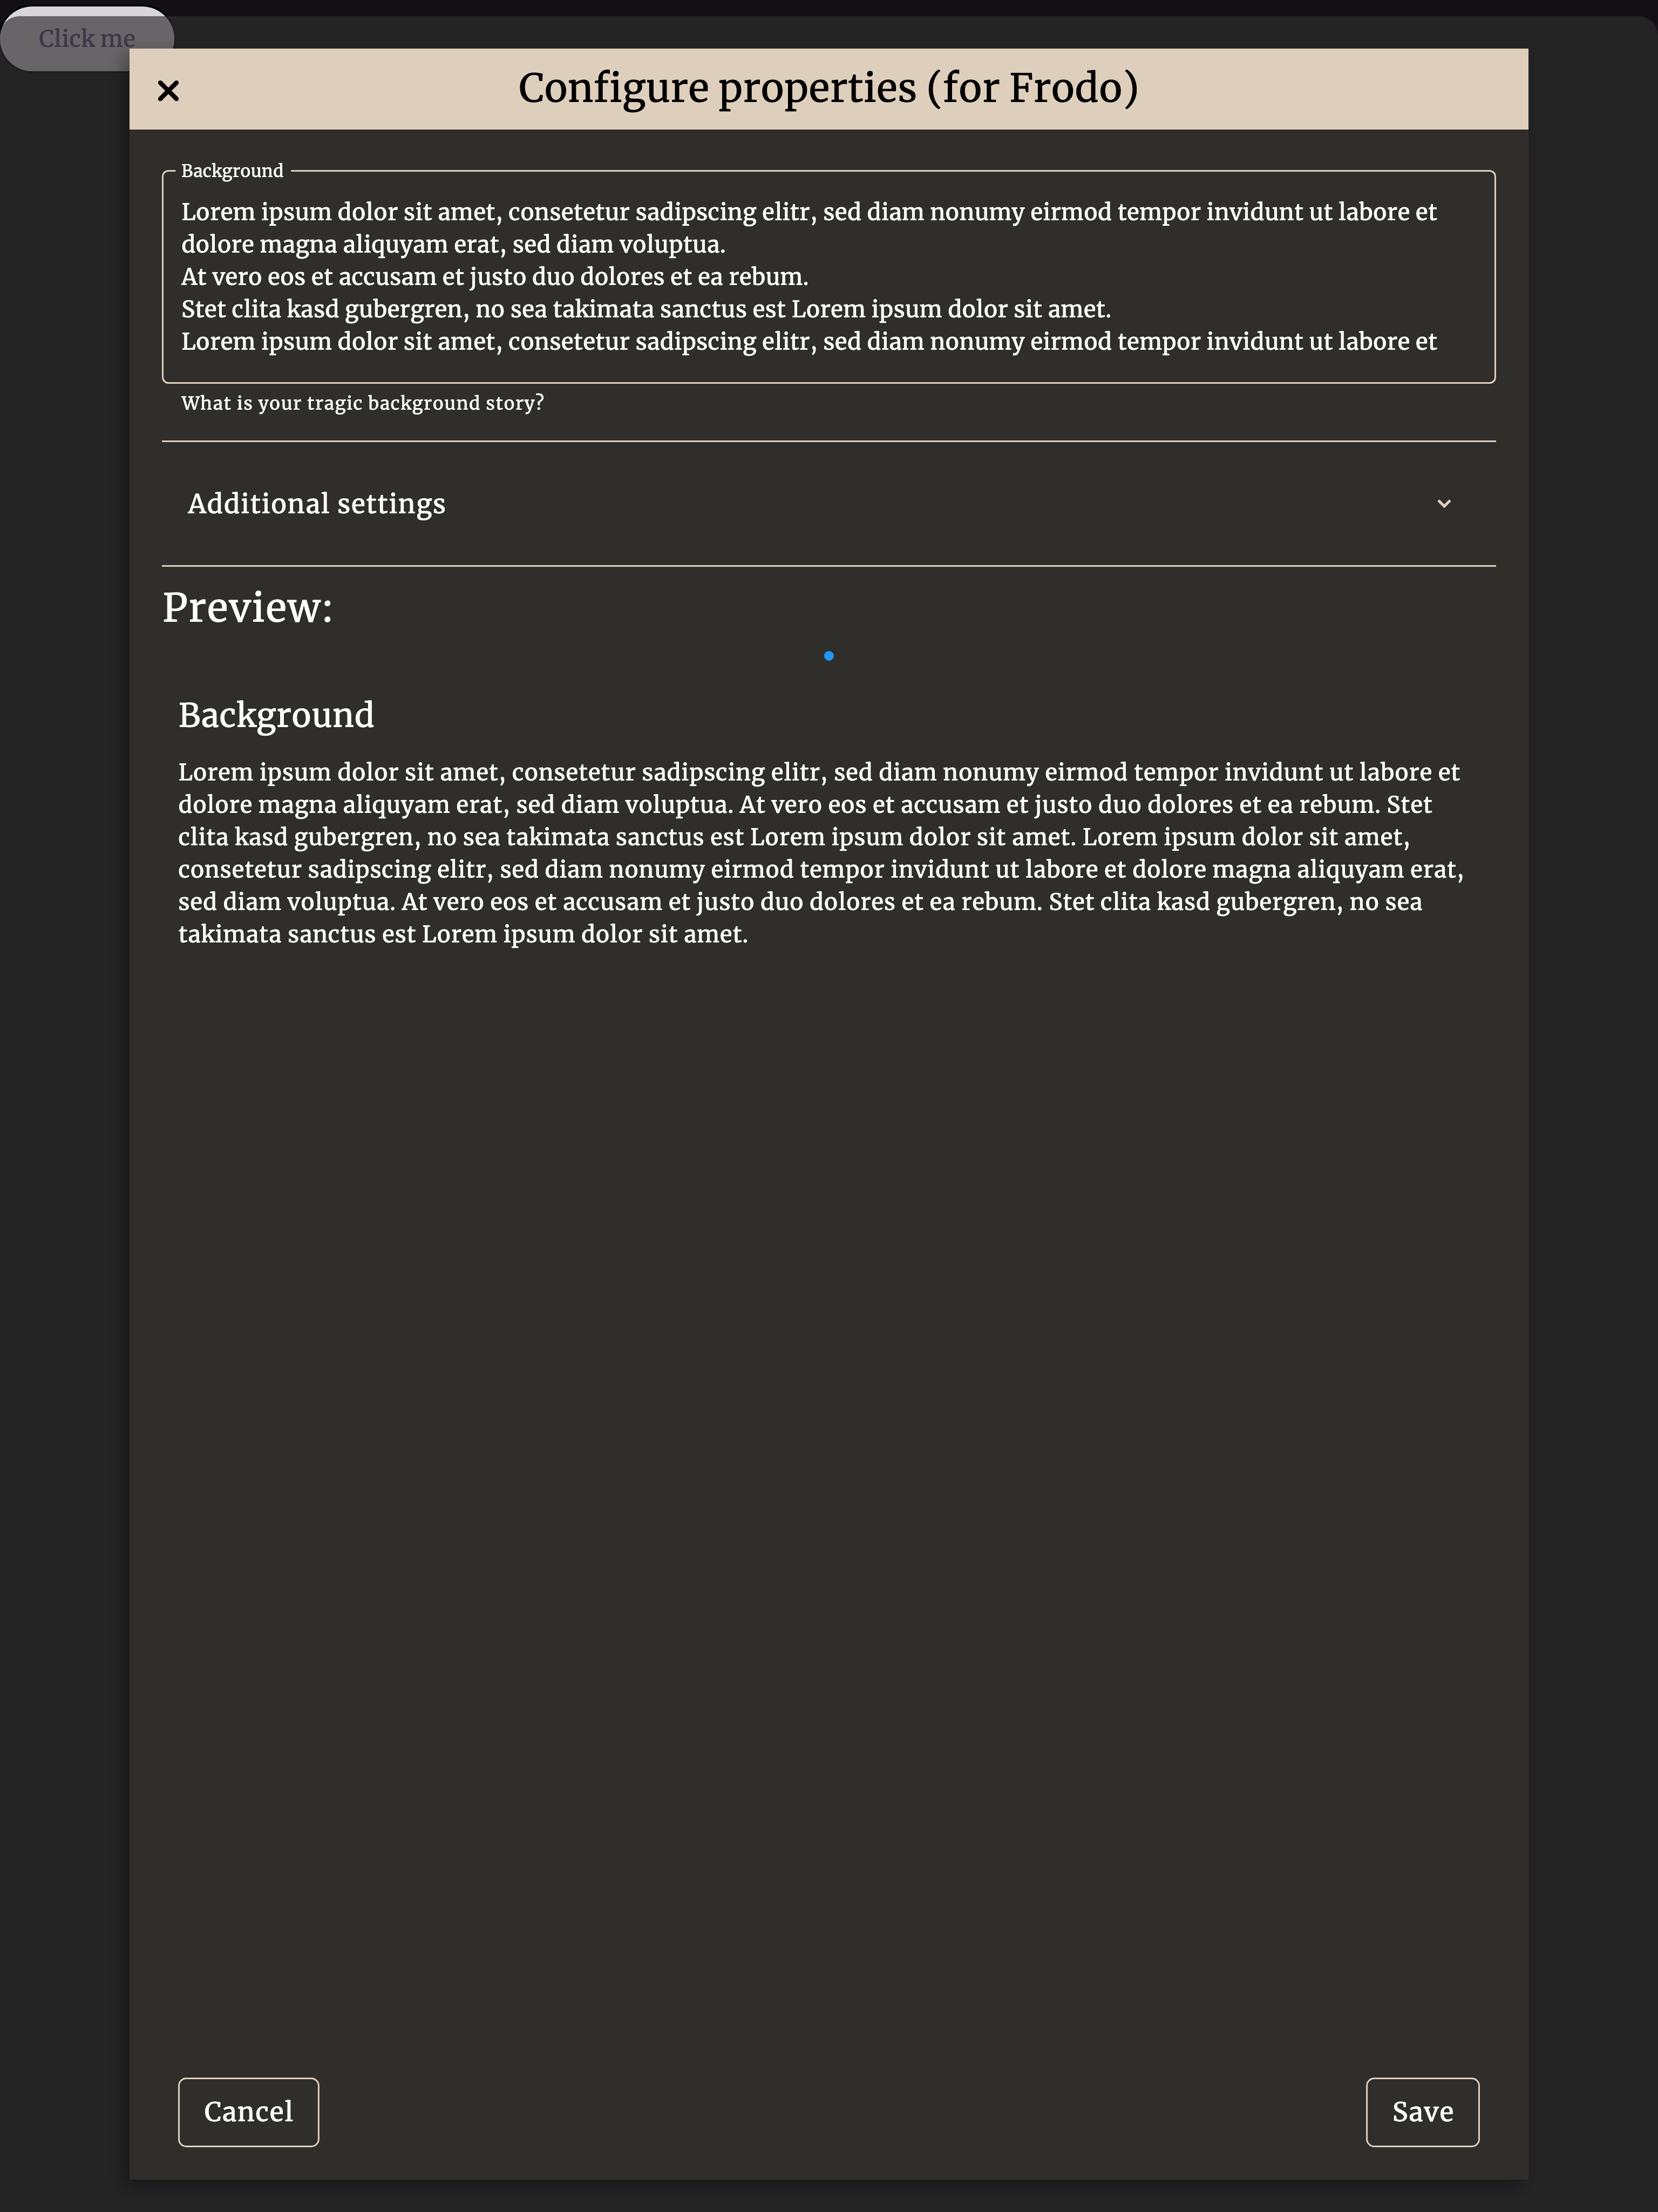 Click me
Configure properties (for Frodo)
Background
Lorem ipsum dolor sit amet, consetetur sadipscing elitr, sed diam nonumy eirmod tempor invidunt ut labore et
dolore magna aliquyam erat, sed diam voluptua.
At vero eos et accusam et justo duo dolores et ea rebum.
Stet clita kasd gubergren, no sea takimata sanctus est Lorem ipsum dolor sit amet.
Lorem ipsum dolor sit amet, consetetur sadipscing elitr, sed diam nonumy eirmod tempor invidunt ut labore et
What is your tragic background story?
Additional settings
Preview:
Background
Lorem ipsum dolor sit amet, consetetur sadipscing elitr, sed diam nonumy eirmod tempor invidunt ut labore et
dolore magna aliquyam erat, sed diam voluptua. At vero eos et accusam et justo duo dolores et ea rebum. Stet
clita kasd gubergren, no sea takimata sanctus est Lorem ipsum dolor sit amet. Lorem ipsum dolor sit amet,
consetetur sadipscing elitr, sed diam nonumy eirmod tempor invidunt ut labore et dolore magna aliquyam erat,
sed diam voluptua. At vero eos et accusam et justo duo dolores et ea rebum. Stet clita kasd gubergren, no sea
takimata sanctus est Lorem ipsum dolor sit amet.
Cancel
Save